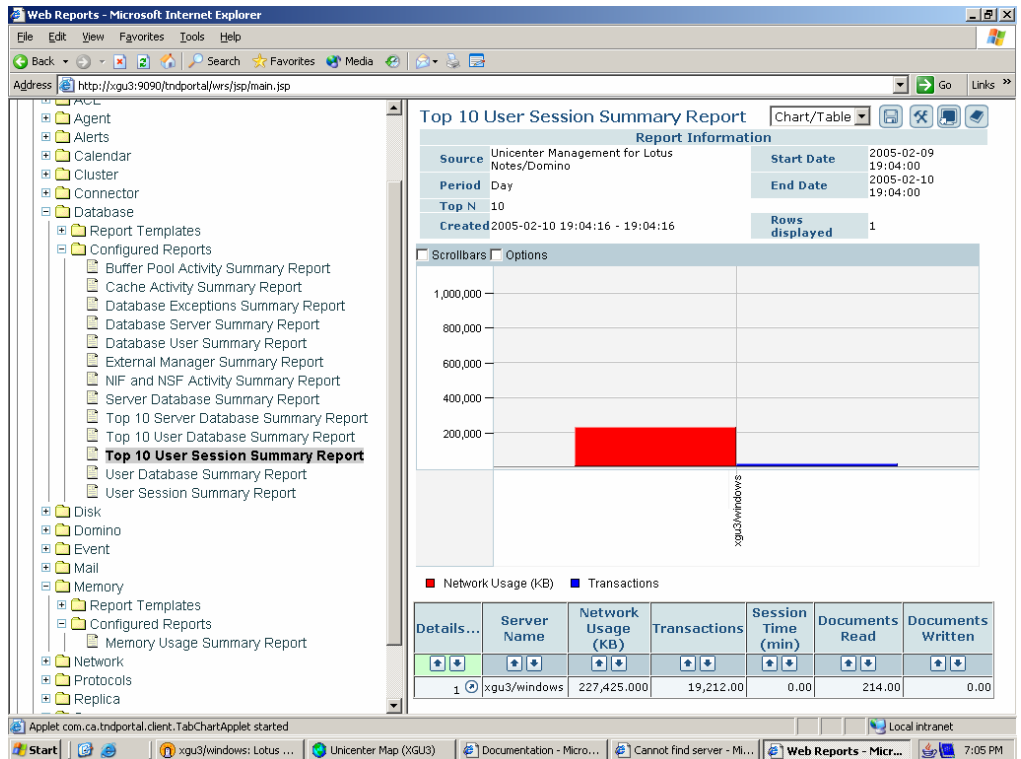 Web Reports - Microsoft Internet Explorer
File Edit View Favorites Tools Help
Back Search Favorites Media
Address http://xgu3:9090/tndportal/wrs/jsp/main.jsp Go Links »
ACL
Agent
Alerts
Calendar
Cluster
Connector
Database
Report Templates
Configured Reports
Buffer Pool Activity Summary Report
Cache Activity Summary Report
Database Exceptions Summary Report
Database Server Summary Report
Database User Summary Report
External Manager Summary Report
NIF and NSF Activity Summary Report
Server Database Summary Report
Top 10 Server Database Summary Report
Top 10 User Database Summary Report
Top 10 User Session Summary Report
User Database Summary Report
User Session Summary Report
Disk
Domino
Event
Mail
Memory
Report Templates
Configured Reports
Memory Usage Summary Report
Network
Protocols
Replica
Top 10 User Session Summary Report Chart/Table
Report Information
Source Unicenter Management for Lotus Notes/Domino Start Date 2005-02-09 19:04:00
Period Day End Date 2005-02-10 19:04:00
Top N 10
Created 2005-02-10 19:04:16 - 19:04:16 Rows displayed 1
Scrollbars Options
1,000,000
800,000
600,000
400,000
200,000
xgu3/windows
Network Usage (KB) Transactions
Details... Server Name Network Usage (KB) Transactions Session Time (min) Documents Read Documents Written
1 xgu3/windows 227,425.000 19,212.00 0.00 214.00 0.00
Applet com.ca.tndportal.client.TabChartApplet started Local intranet
Start xgu3/windows: Lotus ... Unicenter Map (XGU3) Documentation - Micro... Cannot find server - Mi... Web Reports - Micr... 7:05 PM